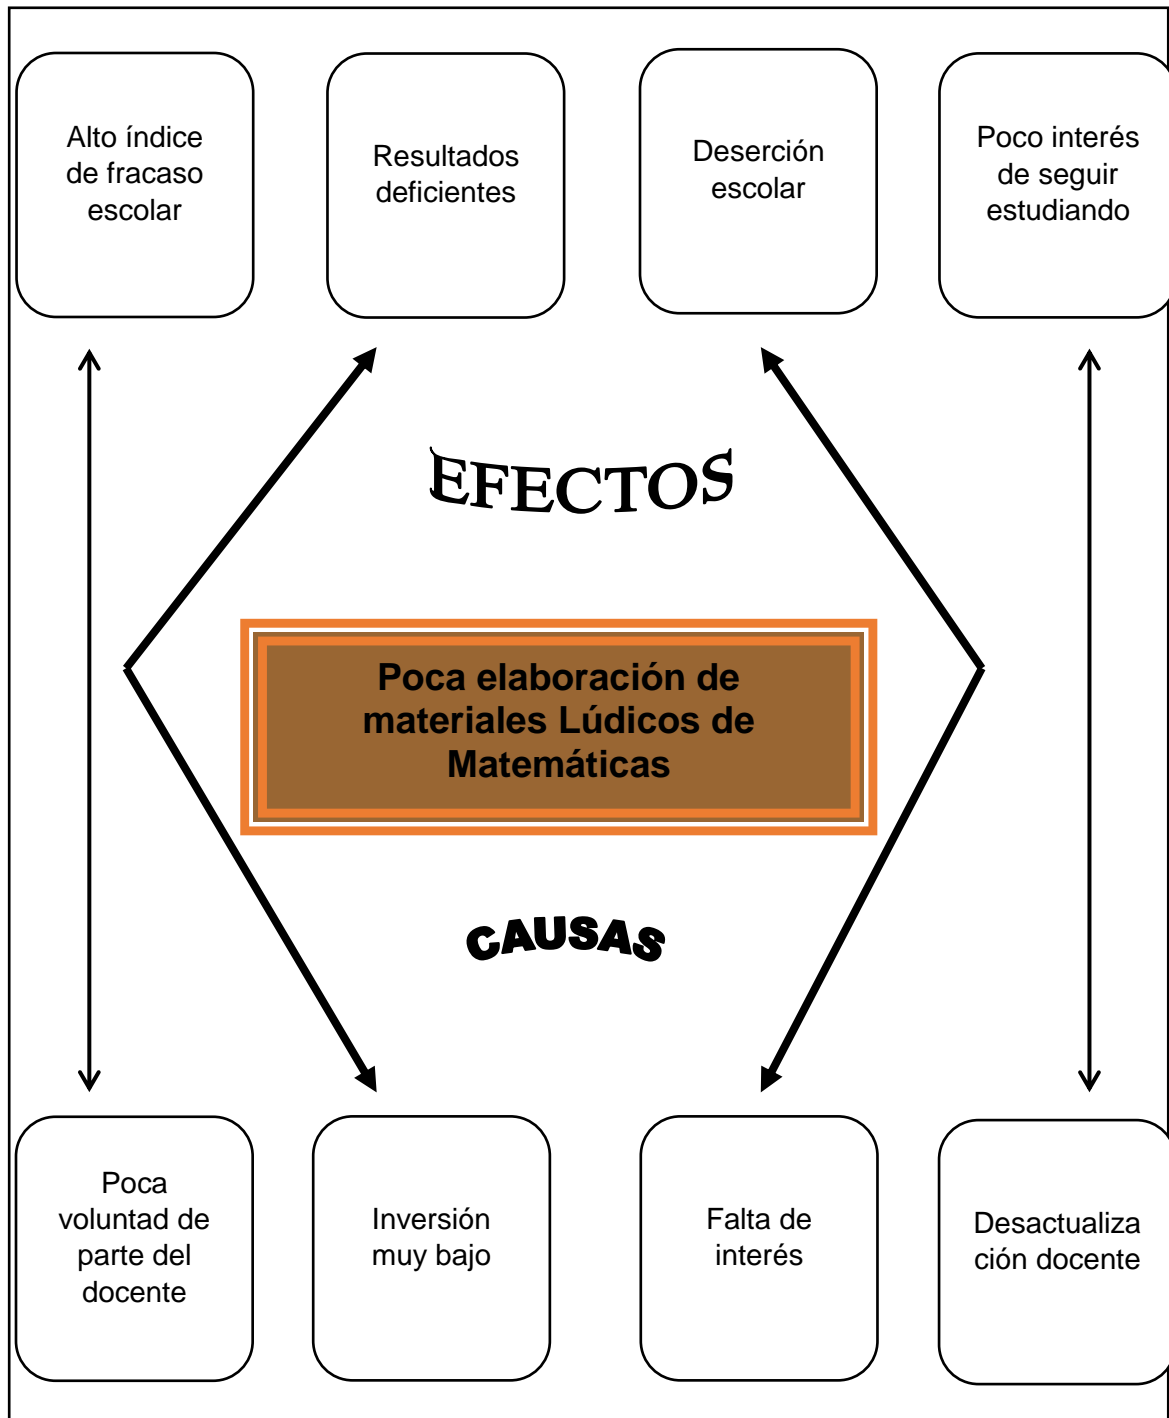 Alto índice
de fracaso
escolar
Resultados
deficientes
Deserción
escolar
Poco interés
de seguir
estudiando
EFECTOS
Poca elaboración de
materiales Lúdicos de
Matemáticas
CAUSAS
Poca
voluntad de
parte del
docente
Inversión
muy bajo
Falta de
interés
Desactualiza
ción docente